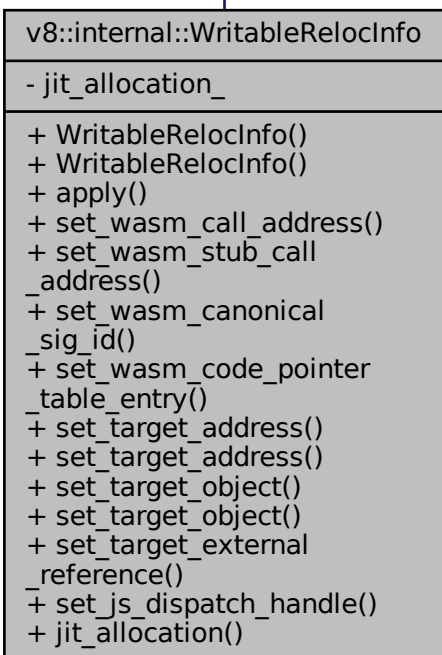 v8::internal::WritableRelocInfo
- jit_allocation_
+ WritableRelocInfo()
+ WritableRelocInfo()
+ apply()
+ set_wasm_call_address()
+ set_wasm_stub_call
_address()
+ set_wasm_canonical
_sig_id()
+ set_wasm_code_pointer
_table_entry()
+ set_target_address()
+ set_target_address()
+ set_target_object()
+ set_target_object()
+ set_target_external
_reference()
+ set_js_dispatch_handle()
+ jit_allocation()